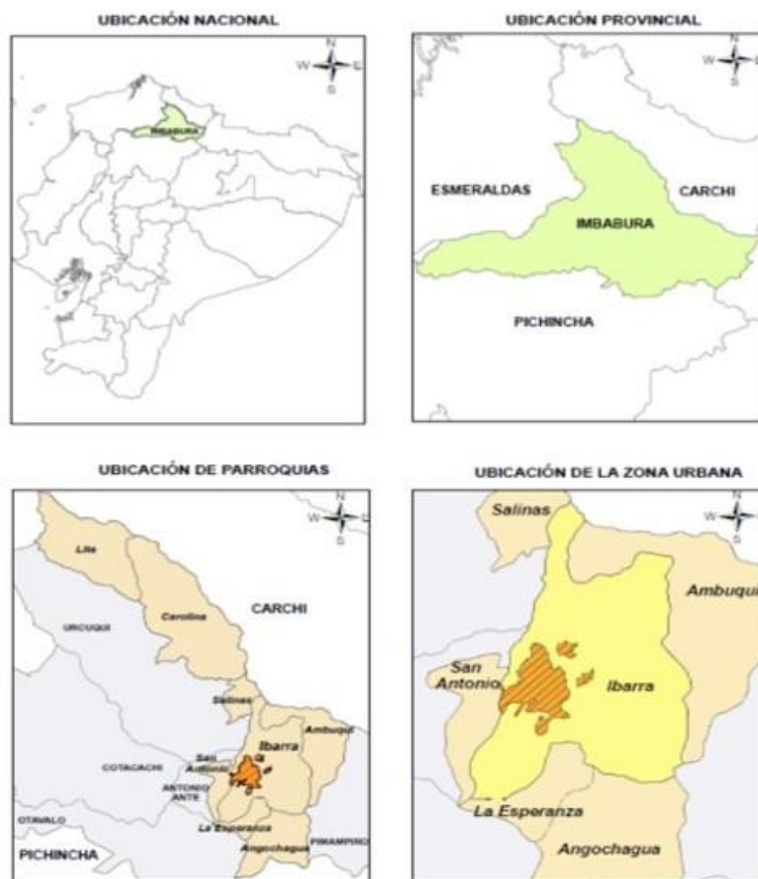 UBICACIÓN NACIONAL
N
W E
S
IMBABURA
UBICACIÓN PROVINCIAL
N
W
S
ESMERALDAS
CARCHI
IMBABURA
PICHINCHA
UBICACIÓN DE PARROQUIAS
N
W
S
Lita
Carolina
CARCHI
URCUQUI
Salinas
Ambuqui
Ibarra
San
Antonio
COTACACHI
ANTONIO
ANTE
OTAVALO
La Esperanza
PIMAMPIRO
PICHINCHA
Angochagua
UBICACIÓN DE LA ZONA URBANA
N
W
S
Salinas
Ambuqui
San
Antonio
Ibarra
La Esperanza
Angochagua